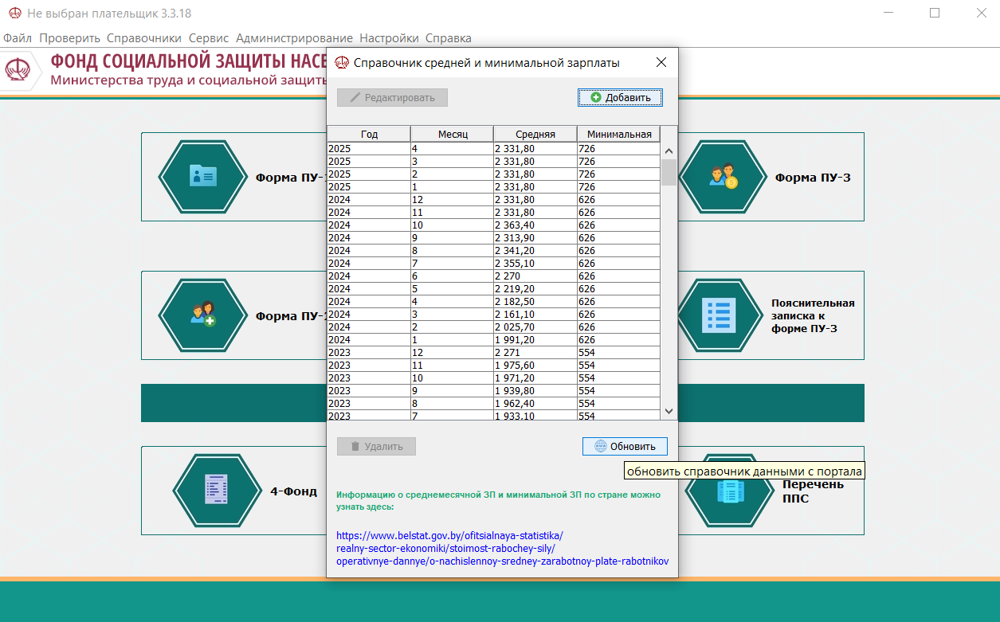 Не выбран плательщик 3.3.18
Файл Проверить Справочники Сервис Администрирование Настройки Справка
ФОНД СОЦИАЛЬНОЙ ЗАЩИТЫ НАСЕ
Министерства труда и социальной защиты
Справочник средней и минимальной зарплаты
Редактировать
Добавить
Год Месяц Средняя Минимальная
2025 4 2 331,80 726
2025 3 2 331,80 726
2025 2 2 331,80 726
2025 1 2 331,80 726
2024 12 2 331,80 626
2024 11 2 331,80 626
2024 10 2 363,40 626
2024 9 2 313,90 626
2024 8 2 341,20 626
2024 7 2 355,10 626
2024 6 2 270 626
2024 5 2 219,20 626
2024 4 2 182,50 626
2024 3 2 161,10 626
2024 2 2 025,70 626
2024 1 1 991,20 626
2023 12 2 271 554
2023 11 1 975,60 554
2023 10 1 971,20 554
2023 9 1 939,80 554
2023 8 1 962,40 554
2023 7 1 933,10 554
Удалить
Обновить
обновить справочник данными с портала
Информацию о среднемесячной ЗП и минимальной ЗП по стране можно
узнать здесь:
https://www.belstat.gov.by/ofitsialnaya-statistika/
realny-sector-ekonomiki/stoimost-rabochey-sily/
operativnye-dannye/o-nachislennoy-sredney-zarabotnoy-plate-rabotnikov
Форма ПУ-1
Форма ПУ-3
Форма ПУ-2
Пояснительная
записка к
форме ПУ-3
4-Фонд
Перечень
ППС